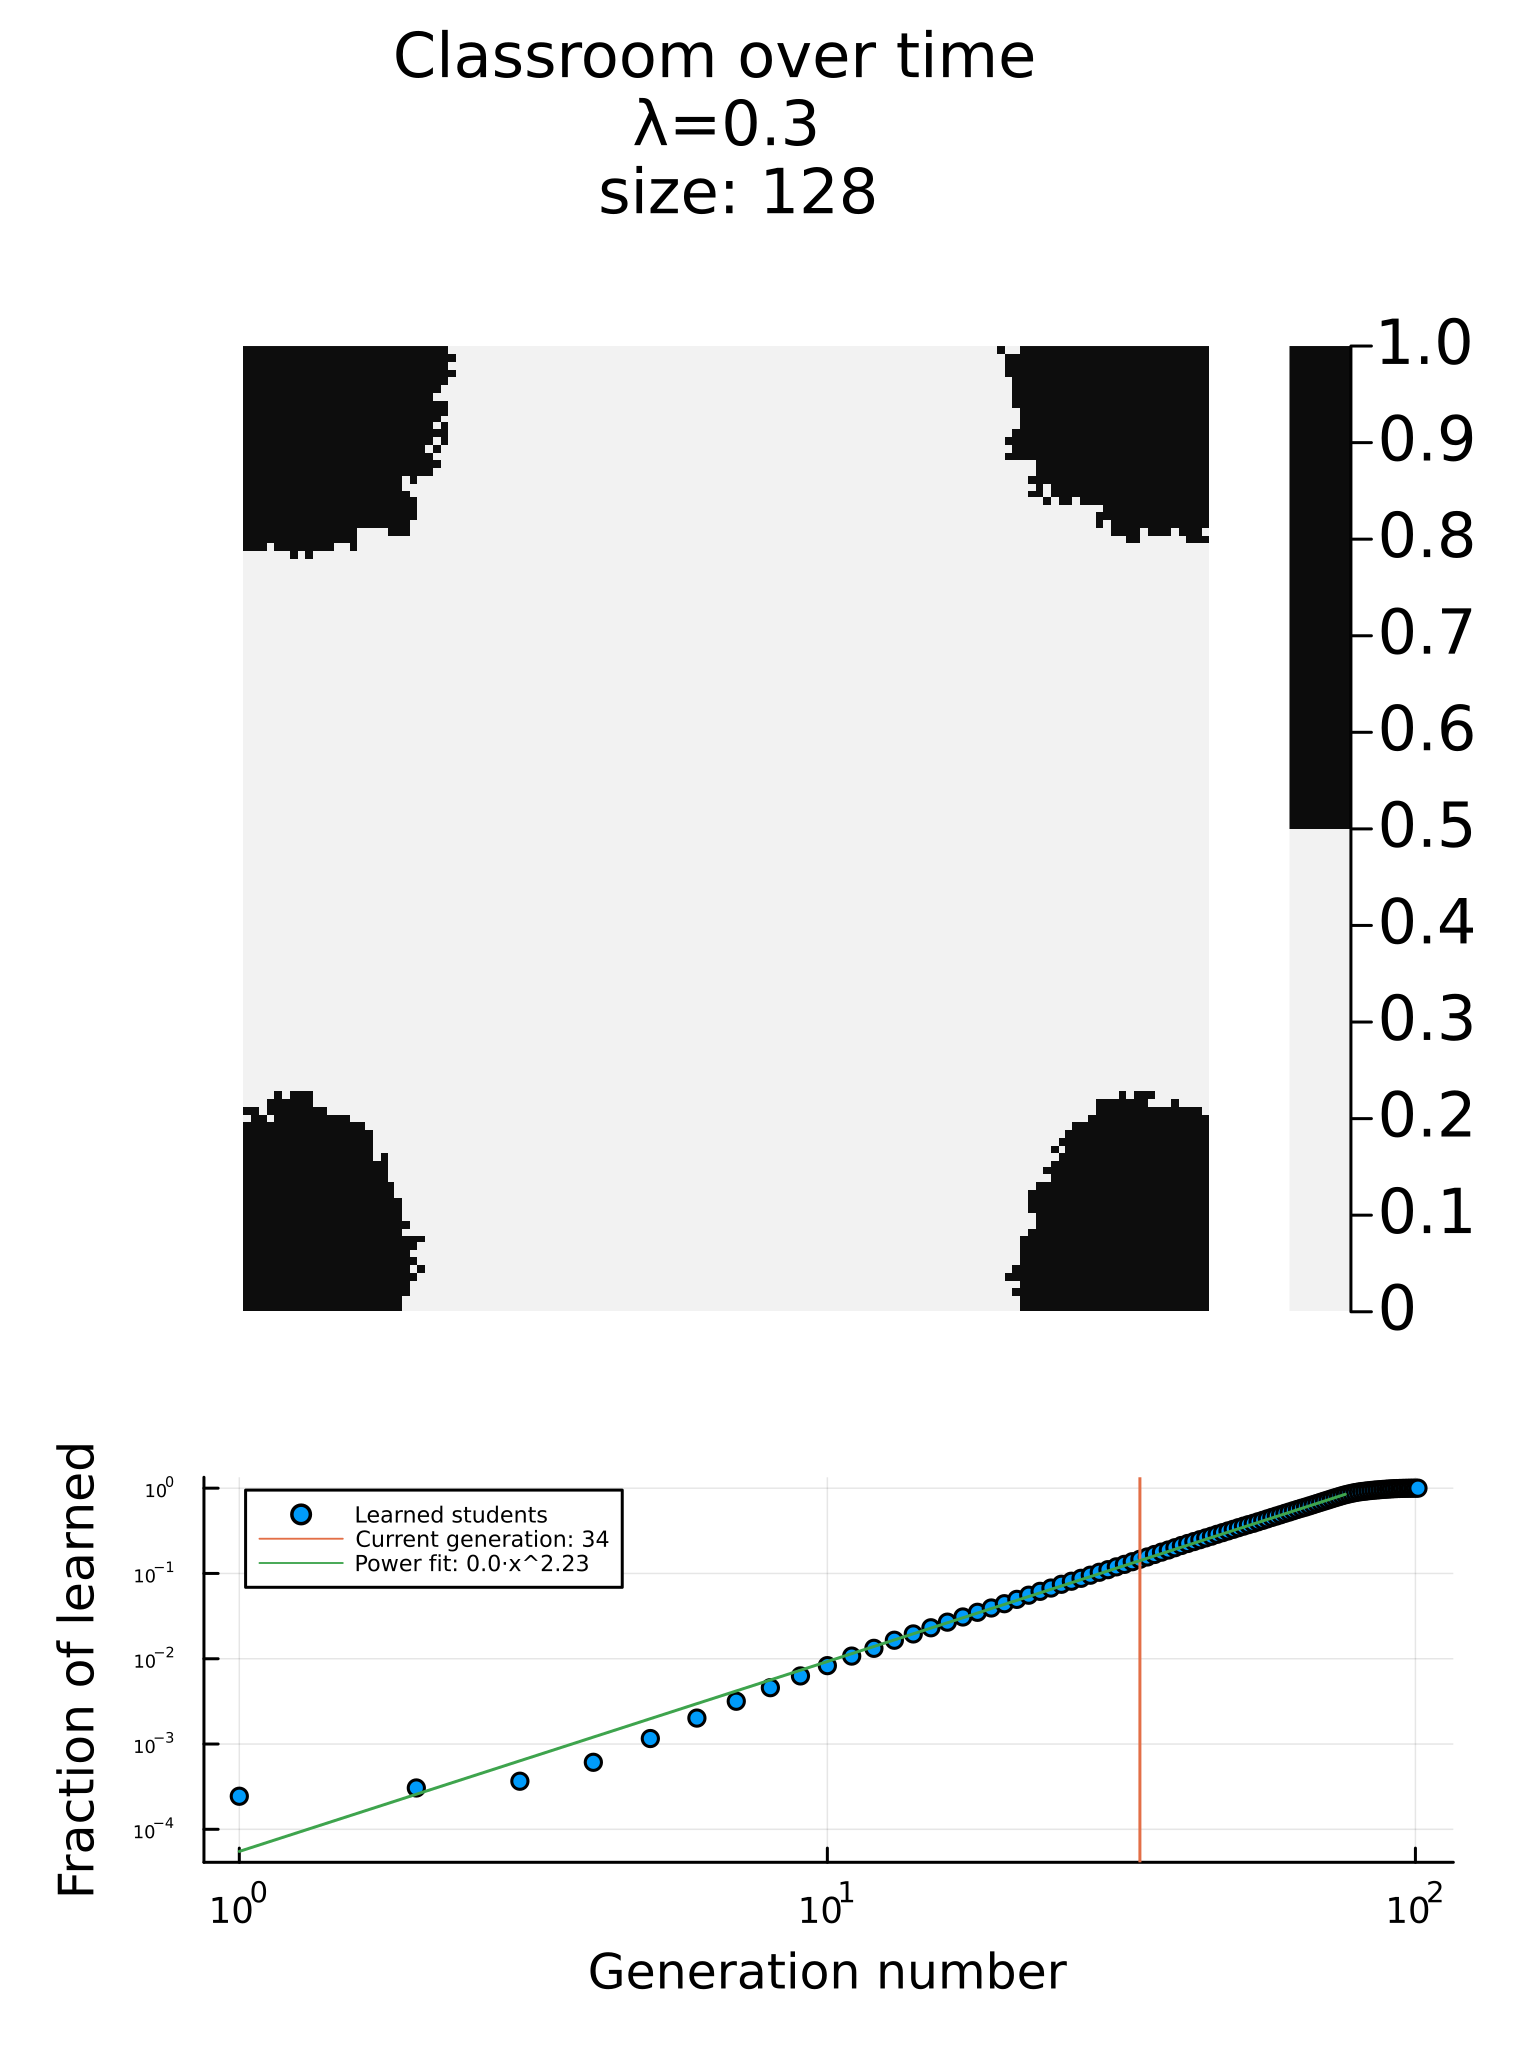 Classroom over time
λ=0.3
size: 128
1.0
0.9
0.8
0.7
0.6
0.5
0.4
0.3
0.2
0.1
0
Fraction of learned
10^0
10^-1
10^-2
10^-3
10^-4
Learned students
Current generation: 34
Power fit: 0.0·x^2.23
10^0
10^1
10^2
Generation number